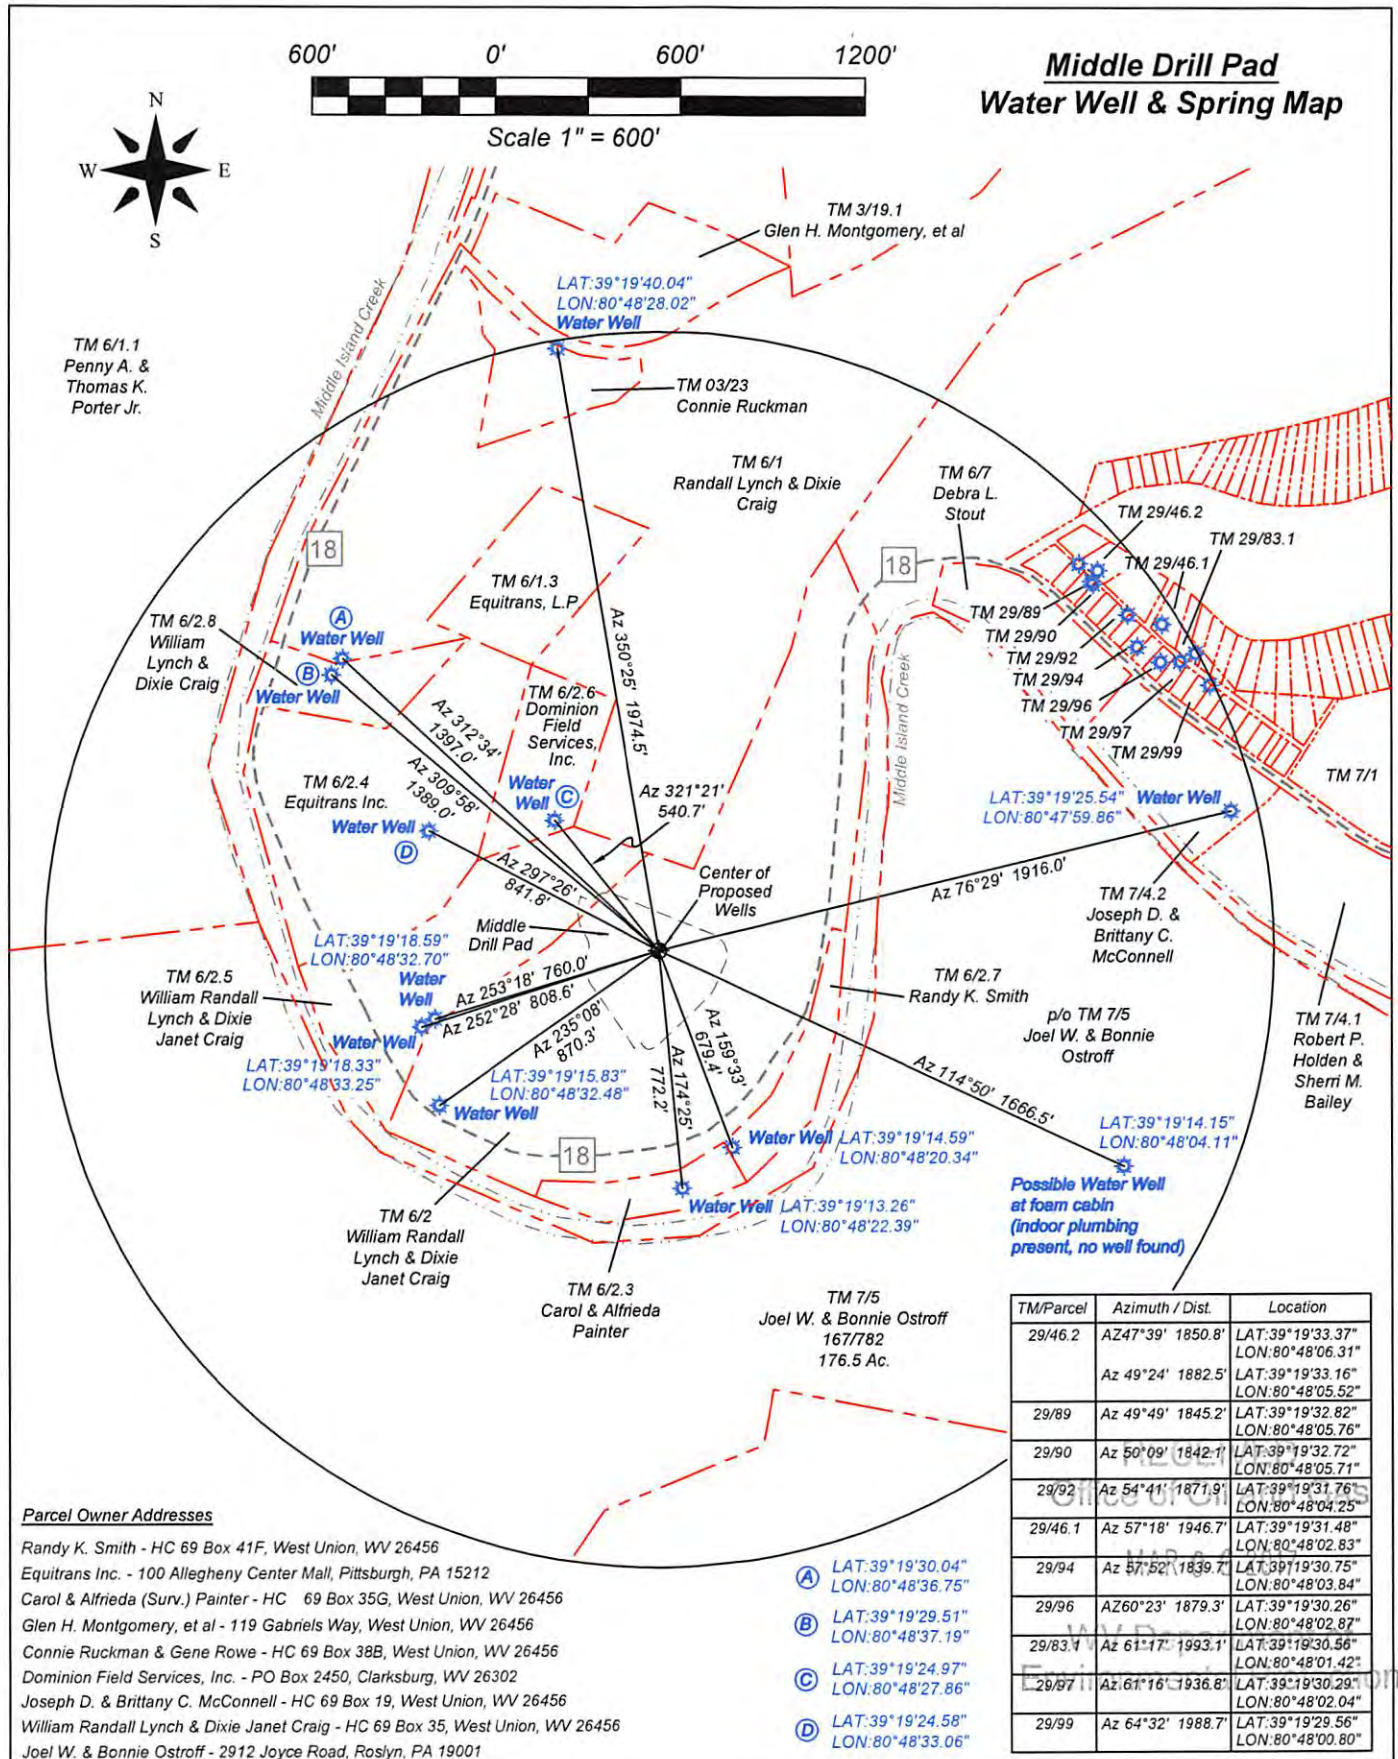 600' 0' 600' 1200'
Scale 1" = 600'
Middle Drill Pad
Water Well & Spring Map
N
W E
S
TM 3/19.1
Glen H. Montgomery, et al
LAT:39°19'40.04"
LON:80°48'28.02"
Water Well
Middle Island Creek
TM 6/1.1
Penny A. &
Thomas K.
Porter Jr.
TM 03/23
Connie Ruckman
TM 6/1
Randall Lynch & Dixie
Craig
TM 6/7
Debra L.
Stout
18
18
TM 29/46.2
TM 29/83.1
TM 29/46.1
TM 29/89
TM 29/90
TM 29/92
TM 29/94
TM 29/96
TM 29/97
TM 29/99
TM 7/1
TM 6/1.3
Equitrans, L.P
Az 350°25' 1974.5'
TM 6/2.8
William
Lynch &
Dixie Craig
A
Water Well
B
Water Well
Az 312°34'
1397.0'
Az 309°58'
1389.0'
TM 6/2.6
Dominion
Field
Services,
Inc.
Water
Well
C
Az 321°21'
540.7'
Middle Island Creek
TM 6/2.4
Equitrans Inc.
Water Well
D
Az 297°26'
841.8'
LAT:39°19'25.54"
LON:80°47'59.86"
Water Well
Az 76°29' 1916.0'
Center of
Proposed
Wells
Middle
Drill Pad
TM 7/4.2
Joseph D. &
Brittany C.
McConnell
LAT:39°19'18.59"
LON:80°48'32.70"
Water
Well
Az 253°18' 760.0'
Az 252°28' 808.6'
TM 6/2.5
William Randall
Lynch & Dixie
Janet Craig
Water Well
LAT:39°19'18.33"
LON:80°48'33.25"
Az 235°08'
870.3'
TM 6/2.7
Randy K. Smith
p/o TM 7/5
Joel W. & Bonnie
Ostroff
TM 7/4.1
Robert P.
Holden &
Sherri M.
Bailey
LAT:39°19'15.83"
LON:80°48'32.48"
Water Well
Az 174°25'
772.2'
Az 159°33'
679.4'
Az 114°50' 1666.5'
18
Water Well
LAT:39°19'14.59"
LON:80°48'20.34"
LAT:39°19'14.15"
LON:80°48'04.11"
Possible Water Well
at foam cabin
(indoor plumbing
present, no well found)
Water Well
LAT:39°19'13.26"
LON:80°48'22.39"
TM 6/2
William Randall
Lynch & Dixie
Janet Craig
TM 6/2.3
Carol & Alfrieda
Painter
TM 7/5
Joel W. & Bonnie Ostroff
167/782
176.5 Ac.
TM/Parcel Azimuth / Dist. Location
29/46.2 AZ47°39' 1850.8' LAT:39°19'33.37"
LON:80°48'06.31"
Az 49°24' 1882.5' LAT:39°19'33.16"
LON:80°48'05.52"
29/89 Az 49°49' 1845.2' LAT:39°19'32.82"
LON:80°48'05.76"
29/90 Az 50°09' 1842.1' LAT:39°19'32.72"
LON:80°48'05.71"
29/92 Az 54°41' 1871.9' LAT:39°19'31.76"
LON:80°48'04.25"
29/46.1 Az 57°18' 1946.7' LAT:39°19'31.48"
LON:80°48'02.83"
29/94 Az 57°52' 1839.7' LAT:39°19'30.75"
LON:80°48'03.84"
29/96 AZ60°23' 1879.3' LAT:39°19'30.26"
LON:80°48'02.87"
29/83.1 Az 61°17' 1993.1' LAT:39°19'30.56"
LON:80°48'01.42"
29/97 Az 61°16' 1936.8' LAT:39°19'30.29"
LON:80°48'02.04"
29/99 Az 64°32' 1988.7' LAT:39°19'29.56"
LON:80°48'00.80"
RECEIVED
Office of Oil and Gas
WV Department of
Environmental Protection
Parcel Owner Addresses
Randy K. Smith - HC 69 Box 41F, West Union, WV 26456
Equitrans Inc. - 100 Allegheny Center Mall, Pittsburgh, PA 15212
Carol & Alfrieda (Surv.) Painter - HC 69 Box 35G, West Union, WV 26456
Glen H. Montgomery, et al - 119 Gabriels Way, West Union, WV 26456
Connie Ruckman & Gene Rowe - HC 69 Box 38B, West Union, WV 26456
Dominion Field Services, Inc. - PO Box 2450, Clarksburg, WV 26302
Joseph D. & Brittany C. McConnell - HC 69 Box 19, West Union, WV 26456
William Randall Lynch & Dixie Janet Craig - HC 69 Box 35, West Union, WV 26456
Joel W. & Bonnie Ostroff - 2912 Joyce Road, Roslyn, PA 19001
A LAT:39°19'30.04"
LON:80°48'36.75"
B LAT:39°19'29.51"
LON:80°48'37.19"
C LAT:39°19'24.97"
LON:80°48'27.86"
D LAT:39°19'24.58"
LON:80°48'33.06"